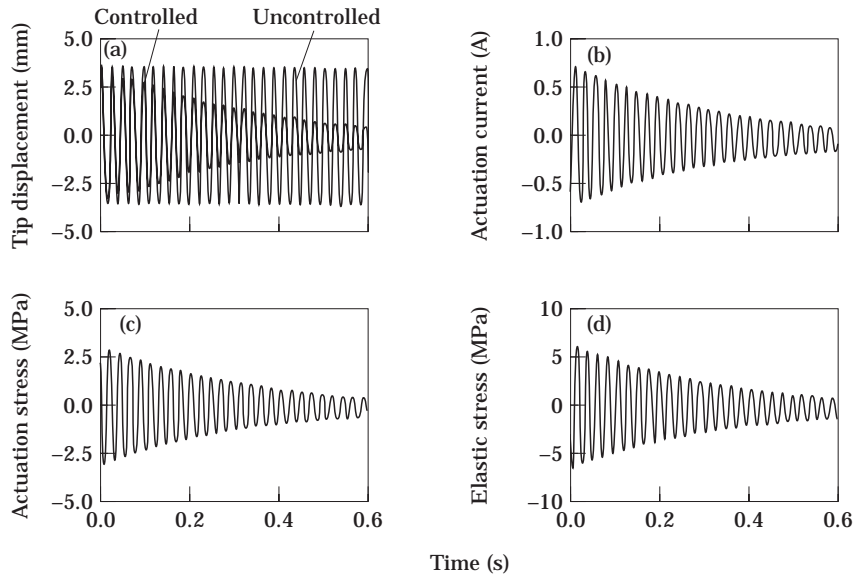 Controlled
Uncontrolled
Tip displacement (mm)
5.0
2.5
0.0
−2.5
−5.0
(a)
Actuation current (A)
1.0
0.5
0.0
−0.5
−1.0
(b)
Actuation stress (MPa)
5.0
2.5
0.0
−2.5
5.0
(c)
0.0 0.2 0.4 0.6
Elastic stress (MPa)
10
5
0
−5
−10
(d)
0.0 0.2 0.4 0.6
Time (s)